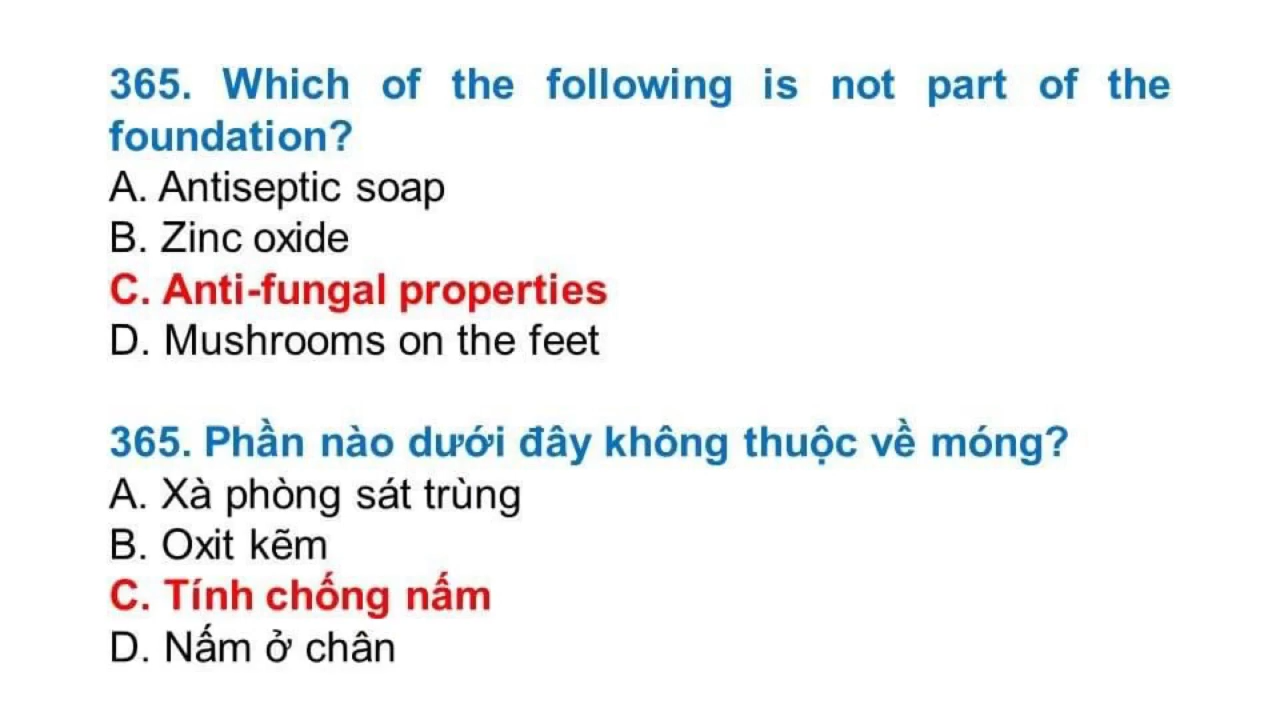 365. Which of the following is not part of the
foundation?
A. Antiseptic soap
B. Zinc oxide
C. Anti-fungal properties
D. Mushrooms on the feet
365. Phần nào dưới đây không thuộc về móng?
A. Xà phòng sát trùng
B. Oxit kẽm
C. Tính chống nấm
D. Nấm ở chân